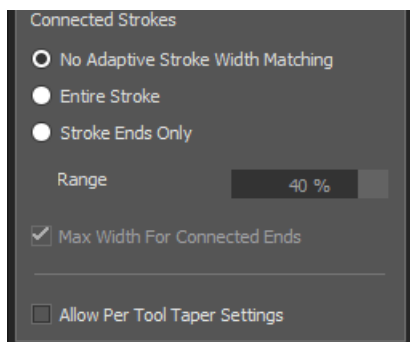 Connected Strokes
No Adaptive Stroke Width Matching
Entire Stroke
Stroke Ends Only
Range 40 %
Max Width For Connected Ends
Allow Per Tool Taper Settings